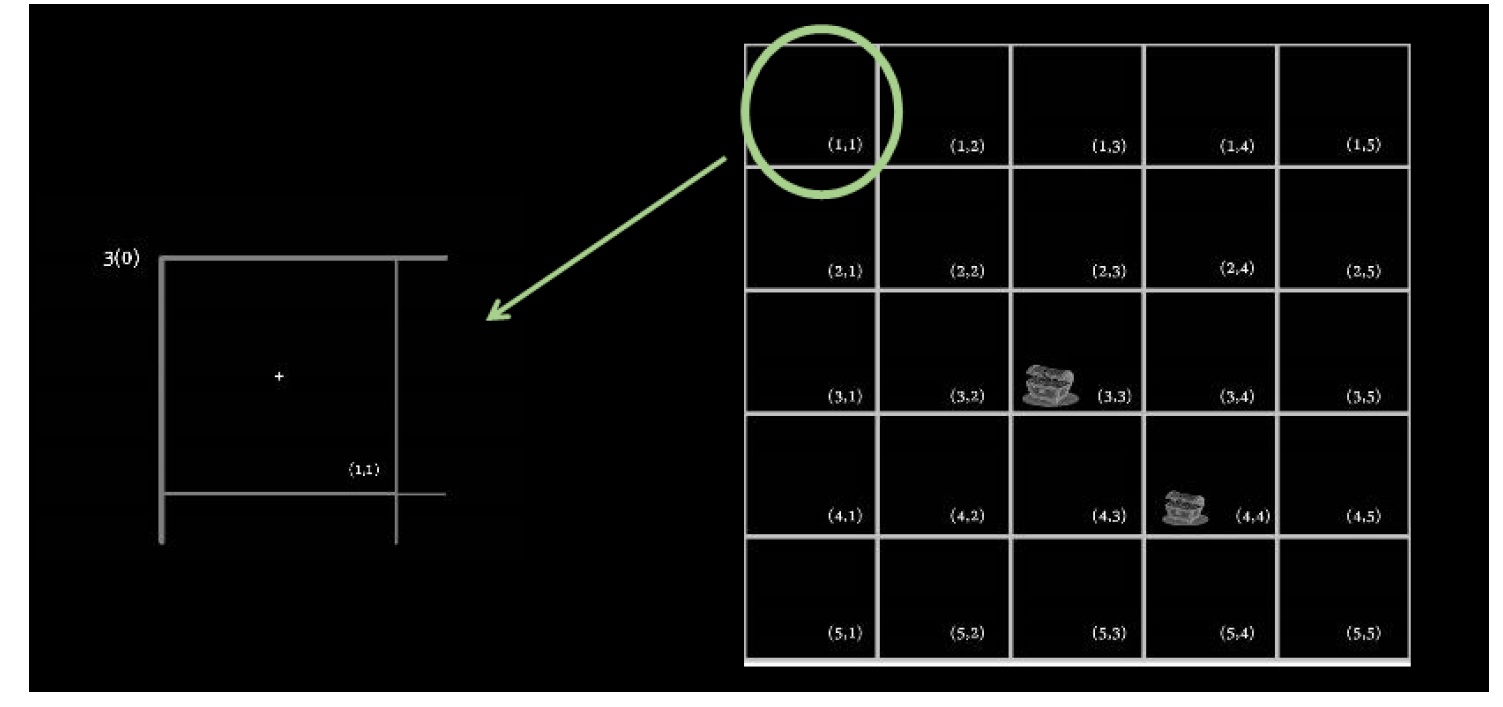 3(0)
(1,1)
(1,1) (1,2) (1,3) (1,4) (1,5)
(2,1) (2,2) (2,3) (2,4) (2,5)
(3,1) (3,2) (3,3) (3,4) (3,5)
(4,1) (4,2) (4,3) (4,4) (4,5)
(5,1) (5,2) (5,3) (5,4) (5,5)